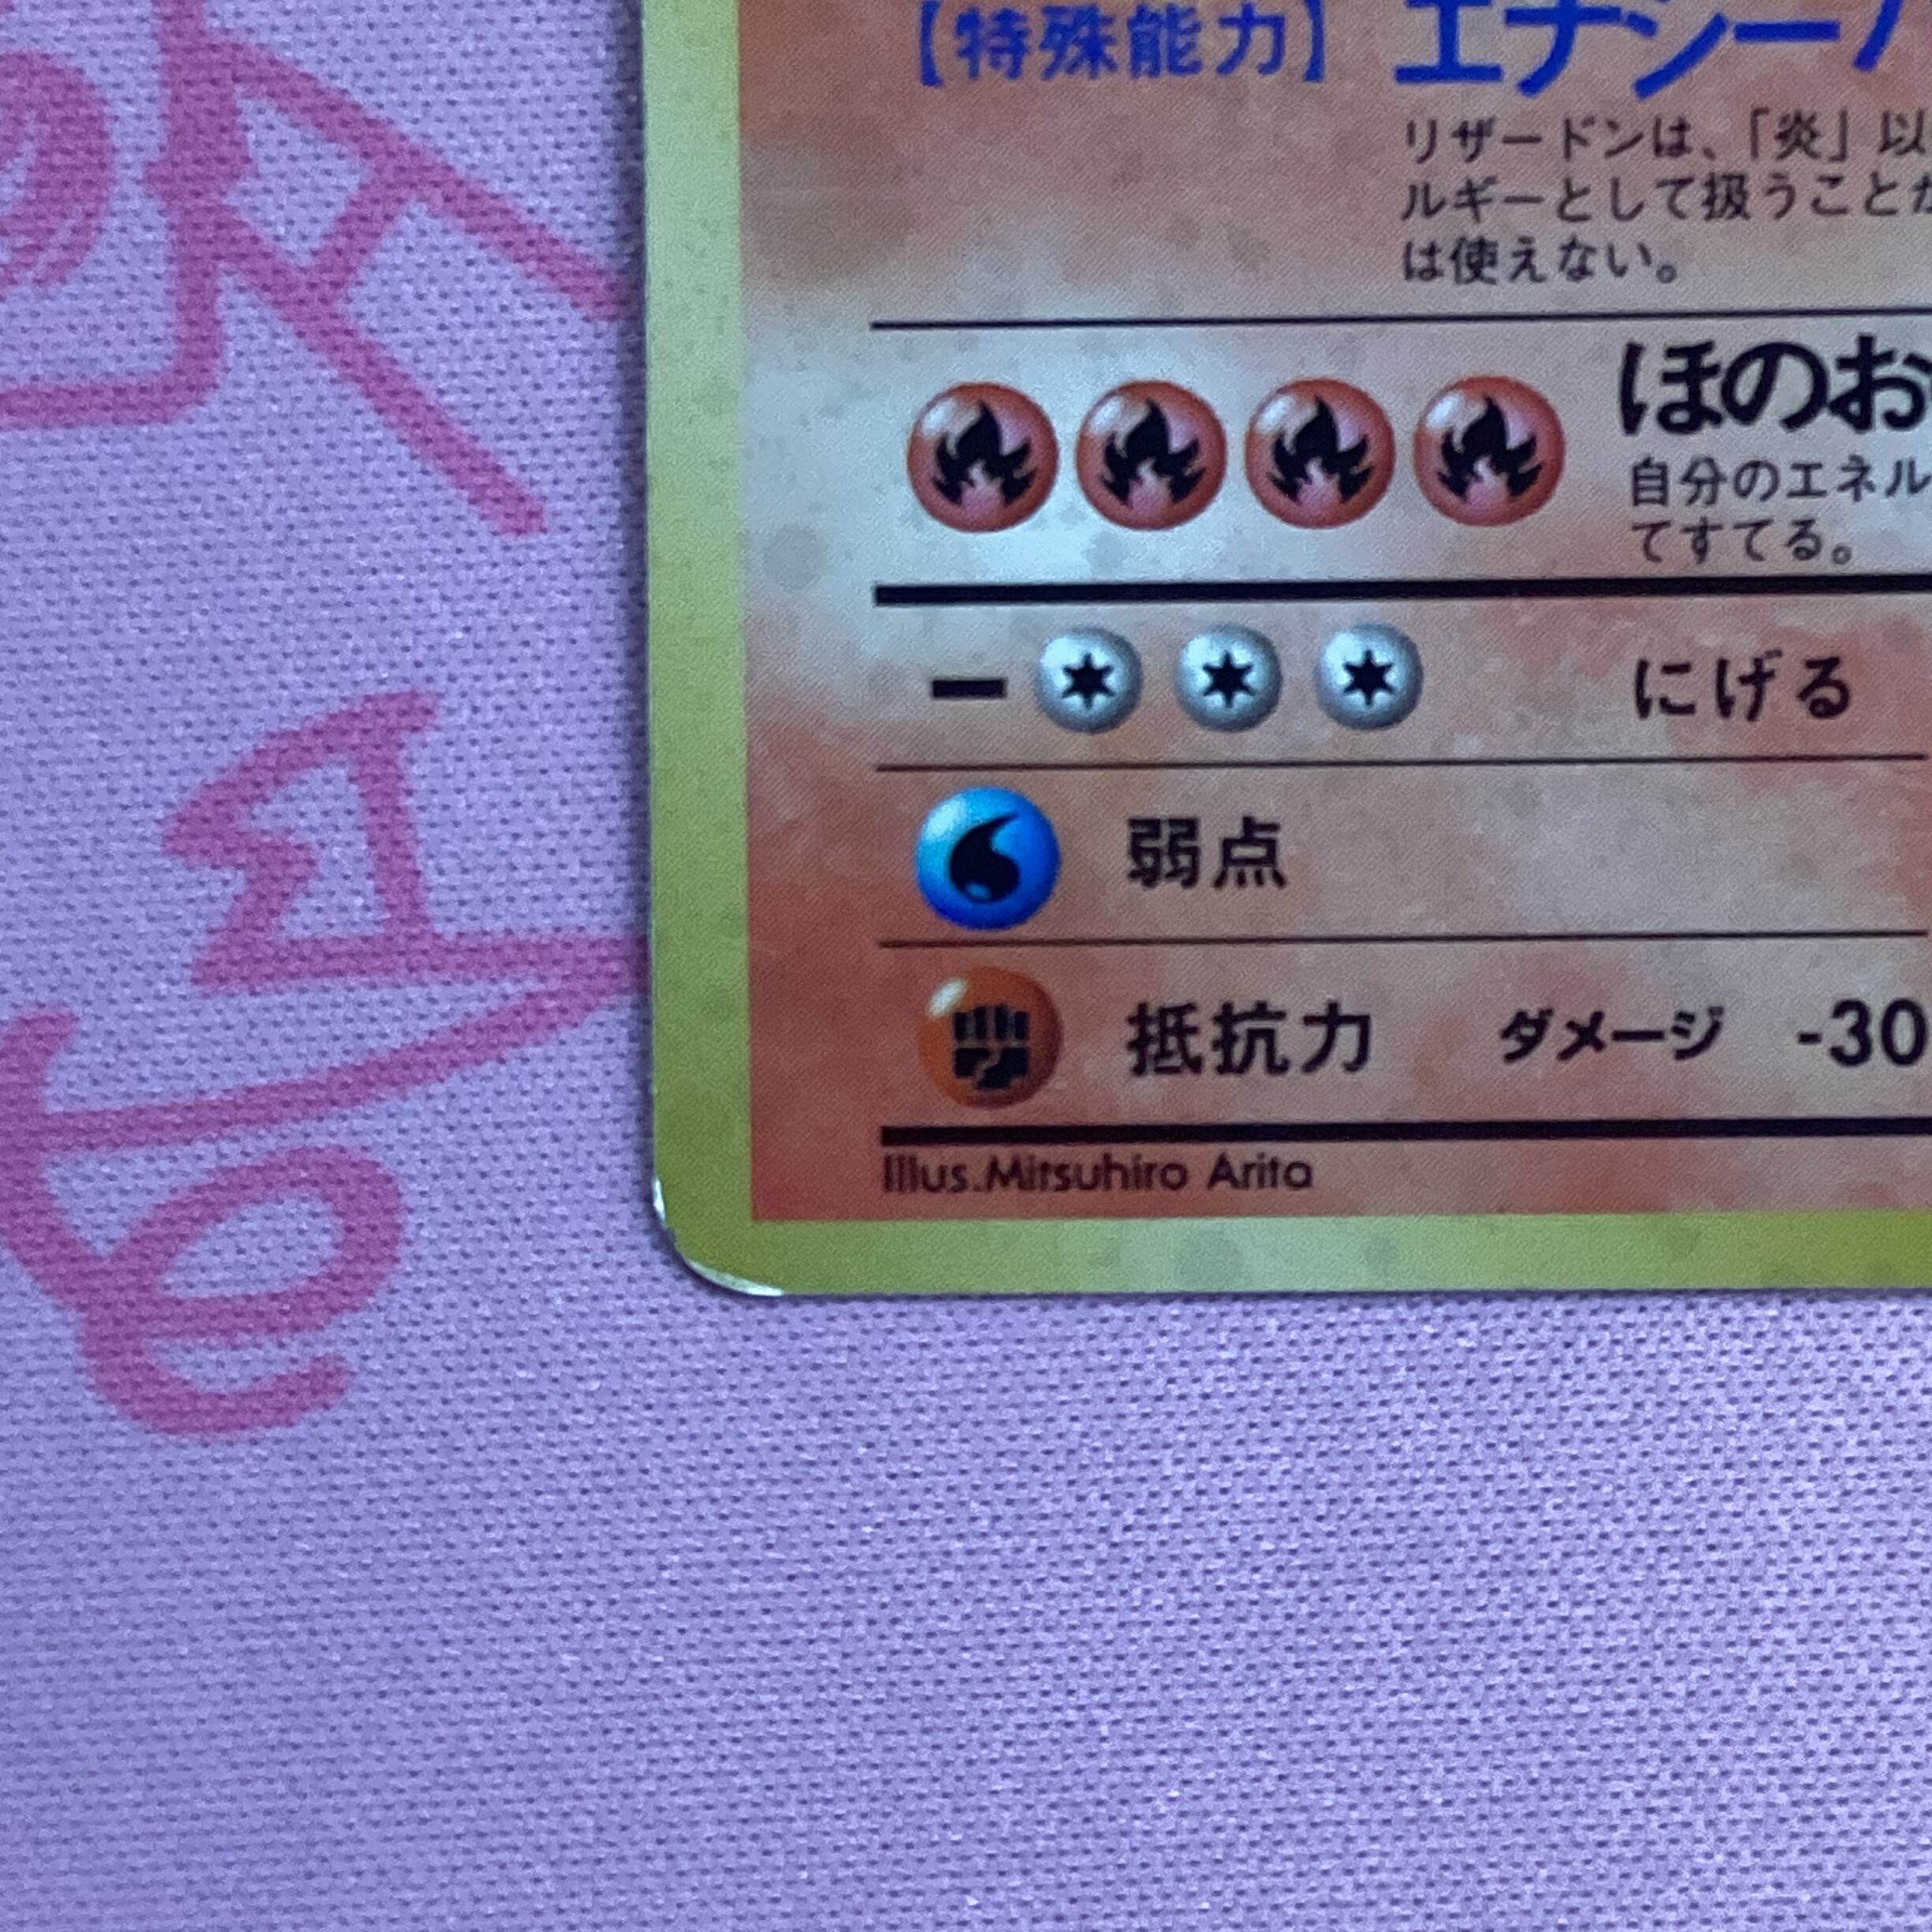 【特殊能力】 エナジー
リザードンは、「炎」以
ルギーとして扱うことが
は使えない。
ほのお
自分のエネル
てすてる。
にげる
弱点
抵抗力 ダメージ -30
Illus.Mitsuhiro Arita